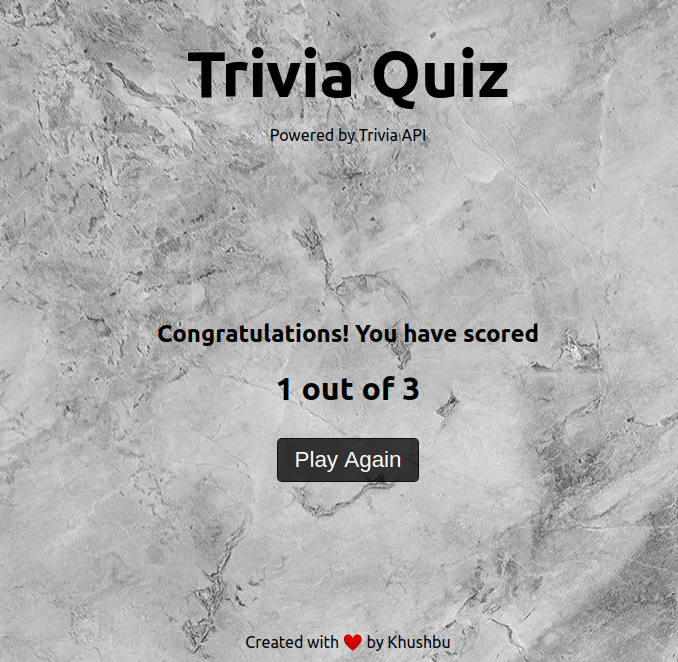 Trivia Quiz
Powered by Trivia API
Congratulations! You have scored
1 out of 3
Play Again
Created with ❤ by Khushbu